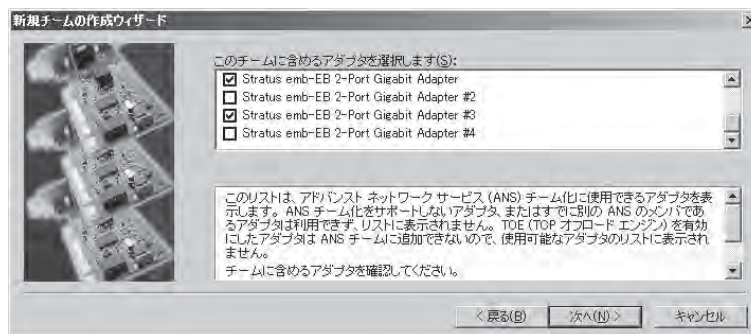 新規チームの作成ウィザード
このチームに含めるアダプタを選択します(S):
Stratus emb-EB 2-Port Gigabit Adapter
Stratus emb-EB 2-Port Gigabit Adapter #2
Stratus emb-EB 2-Port Gigabit Adapter #3
Stratus emb-EB 2-Port Gigabit Adapter #4
このリストは、アドバンスト ネットワーク サービス (ANS) チーム化に使用できるアダプタを表
示します。ANS チーム化をサポートしないアダプタ、またはすでに別の ANS のメンバであ
るアダプタは利用できず、リストに表示されません。TOE (TOP オフロード エンジン) を有効
にしたアダプタは ANS チームに追加できないので、使用可能なアダプタのリストに表示され
ません。
チームに含めるアダプタを確認してください。
< 戻る(B)
次へ(N) >
キャンセル